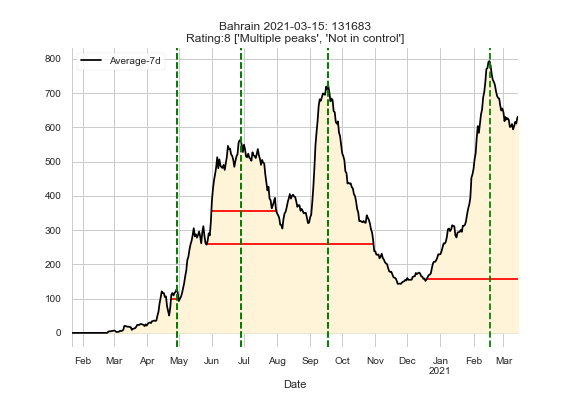 Bahrain 2021-03-15: 131683
Rating:8 ['Multiple peaks', 'Not in control']
Average-7d
800
700
600
500
400
300
200
100
0
Feb Mar Apr May Jun Jul Aug Sep Oct Nov Dec Jan Feb Mar
2021
Date